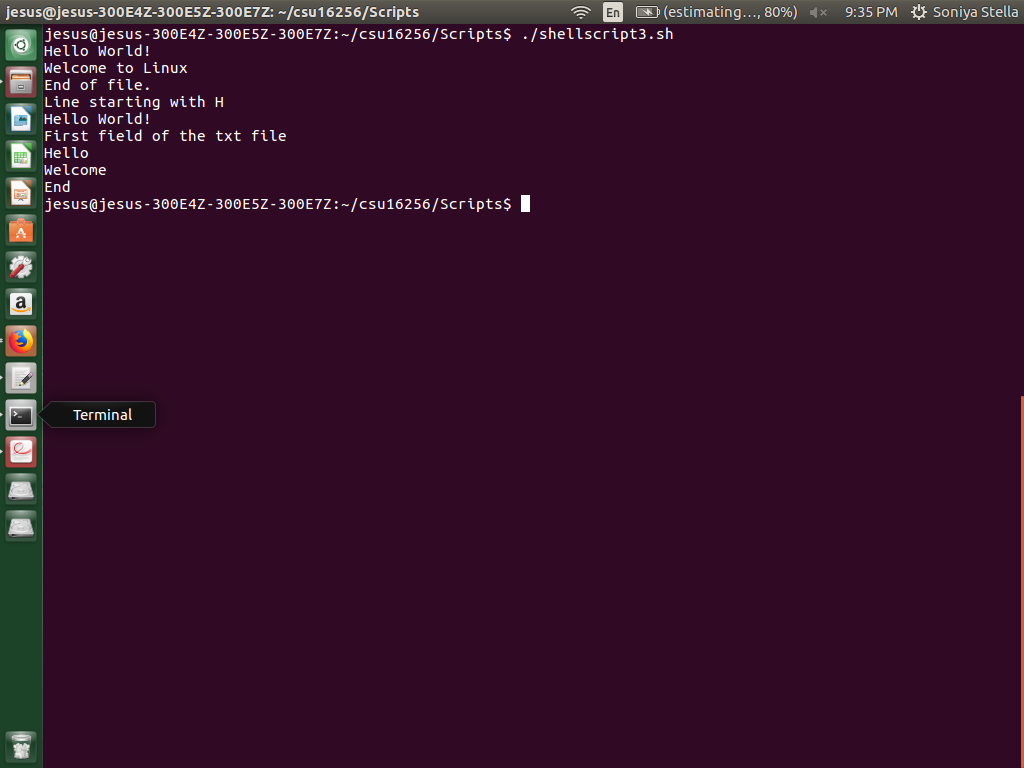 jesus@jesus-300E4Z-300E5Z-300E7Z: ~/csu16256/Scripts
En
(estimating..., 80%)
9:35 PM
Soniya Stella
jesus@jesus-300E4Z-300E5Z-300E7Z:~/csu16256/Scripts$ ./shellscript3.sh
Hello World!
Welcome to Linux
End of file.
Line starting with H
Hello World!
First field of the txt file
Hello
Welcome
End
jesus@jesus-300E4Z-300E5Z-300E7Z:~/csu16256/Scripts$
A
a
>_
Terminal